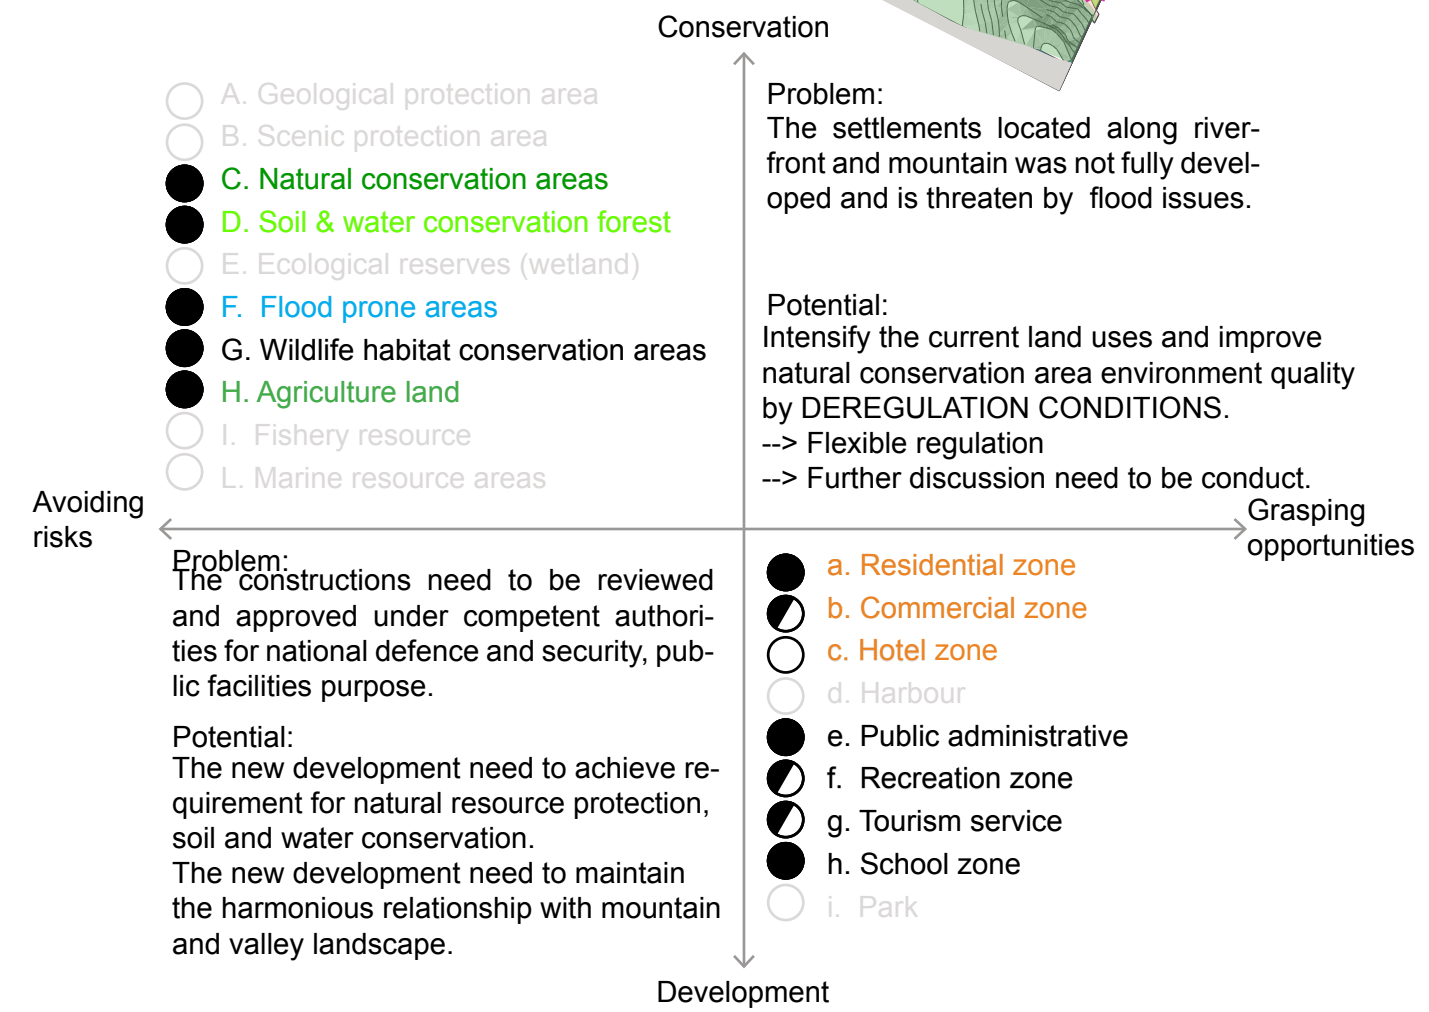 Conservation
A. Geological protection area
B. Scenic protection area
C. Natural conservation areas
D. Soil & water conservation forest
E. Ecological reserves (wetland)
F. Flood prone areas
G. Wildlife habitat conservation areas
H. Agriculture land
I. Fishery resource
L. Marine resource areas
Problem:
The settlements located along river-
front and mountain was not fully devel-
oped and is threaten by flood issues.
Potential:
Intensify the current land uses and improve
natural conservation area environment quality
by DEREGULATION CONDITIONS.
--> Flexible regulation
--> Further discussion need to be conduct.
Avoiding
risks
Grasping
opportunities
Problem:
The constructions need to be reviewed
and approved under competent authori-
ties for national defence and security, pub-
lic facilities purpose.
Potential:
The new development need to achieve re-
quirement for natural resource protection,
soil and water conservation.
The new development need to maintain
the harmonious relationship with mountain
and valley landscape.
a. Residential zone
b. Commercial zone
c. Hotel zone
d. Harbour
e. Public administrative
f. Recreation zone
g. Tourism service
h. School zone
i. Park
Development